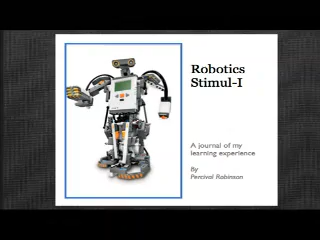 Robotics
Stimul-I
A journal of my
learning experience
By
Percival Robinson